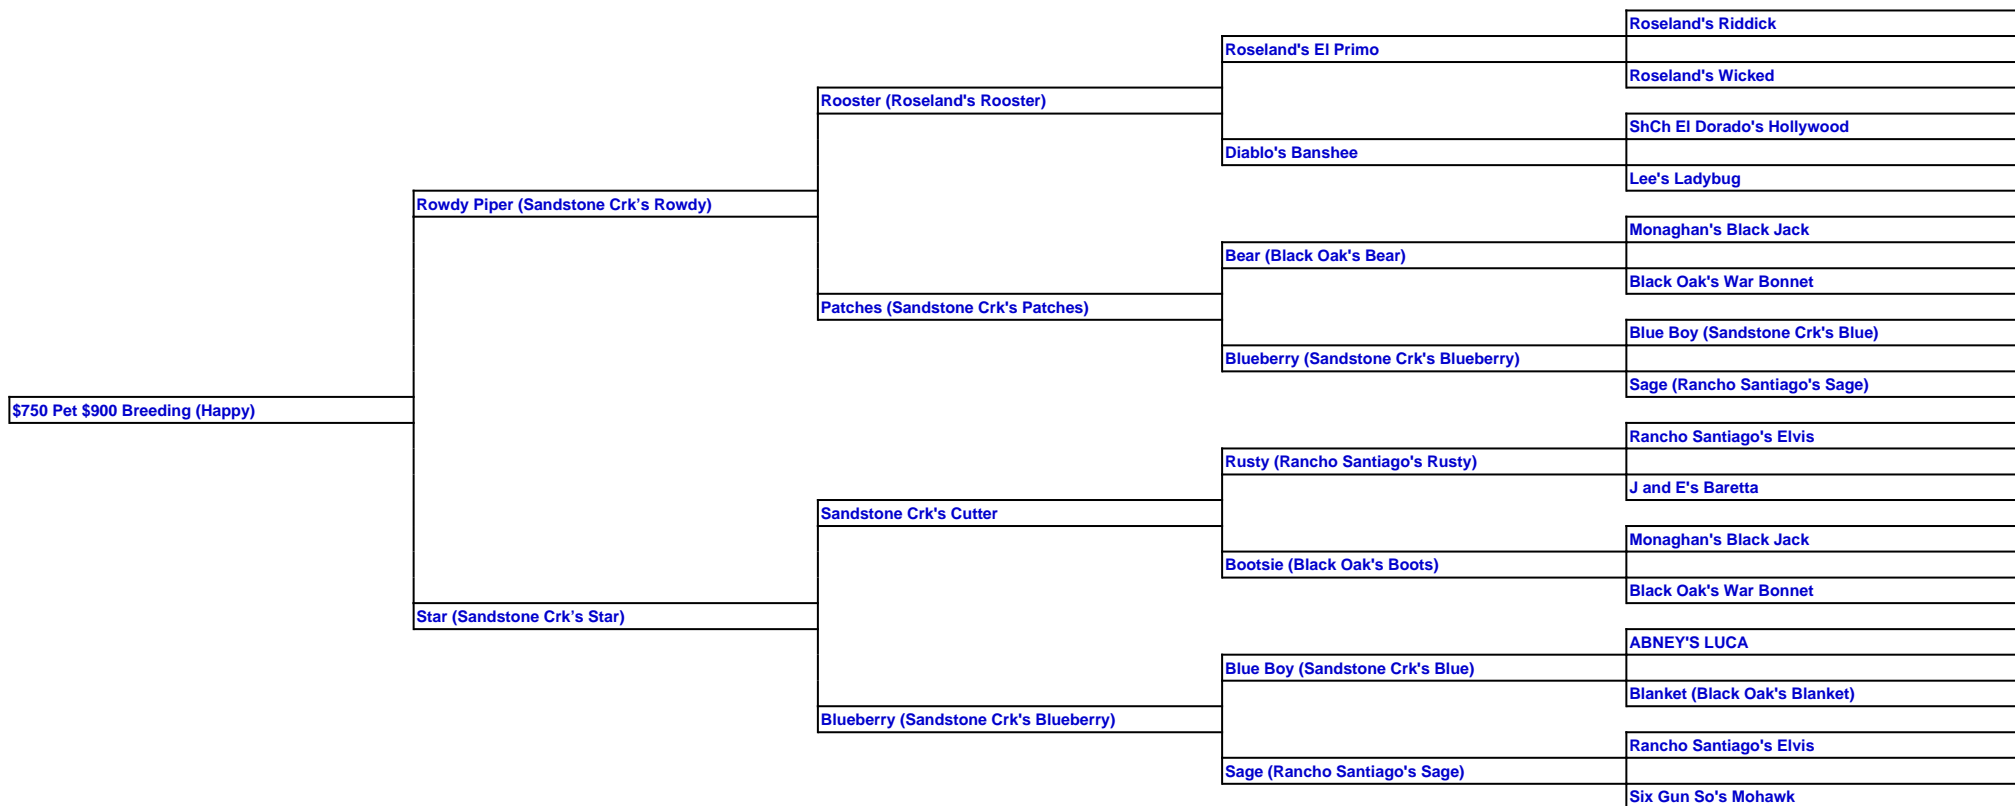 Roseland's Riddick
Roseland's El Primo
Roseland's Wicked
Rooster (Roseland's Rooster)
ShCh El Dorado's Hollywood
Diablo's Banshee
Lee's Ladybug
Rowdy Piper (Sandstone Crk’s Rowdy)
Monaghan's Black Jack
Bear (Black Oak's Bear)
Black Oak's War Bonnet
Patches (Sandstone Crk's Patches)
Blue Boy (Sandstone Crk's Blue)
Blueberry (Sandstone Crk's Blueberry)
Sage (Rancho Santiago's Sage)
$750 Pet $900 Breeding (Happy)
Rancho Santiago's Elvis
Rusty (Rancho Santiago's Rusty)
J and E's Baretta
Sandstone Crk's Cutter
Monaghan's Black Jack
Bootsie (Black Oak's Boots)
Black Oak's War Bonnet
Star (Sandstone Crk’s Star)
ABNEY'S LUCA
Blue Boy (Sandstone Crk's Blue)
Blanket (Black Oak's Blanket)
Blueberry (Sandstone Crk's Blueberry)
Rancho Santiago's Elvis
Sage (Rancho Santiago's Sage)
Six Gun So's Mohawk